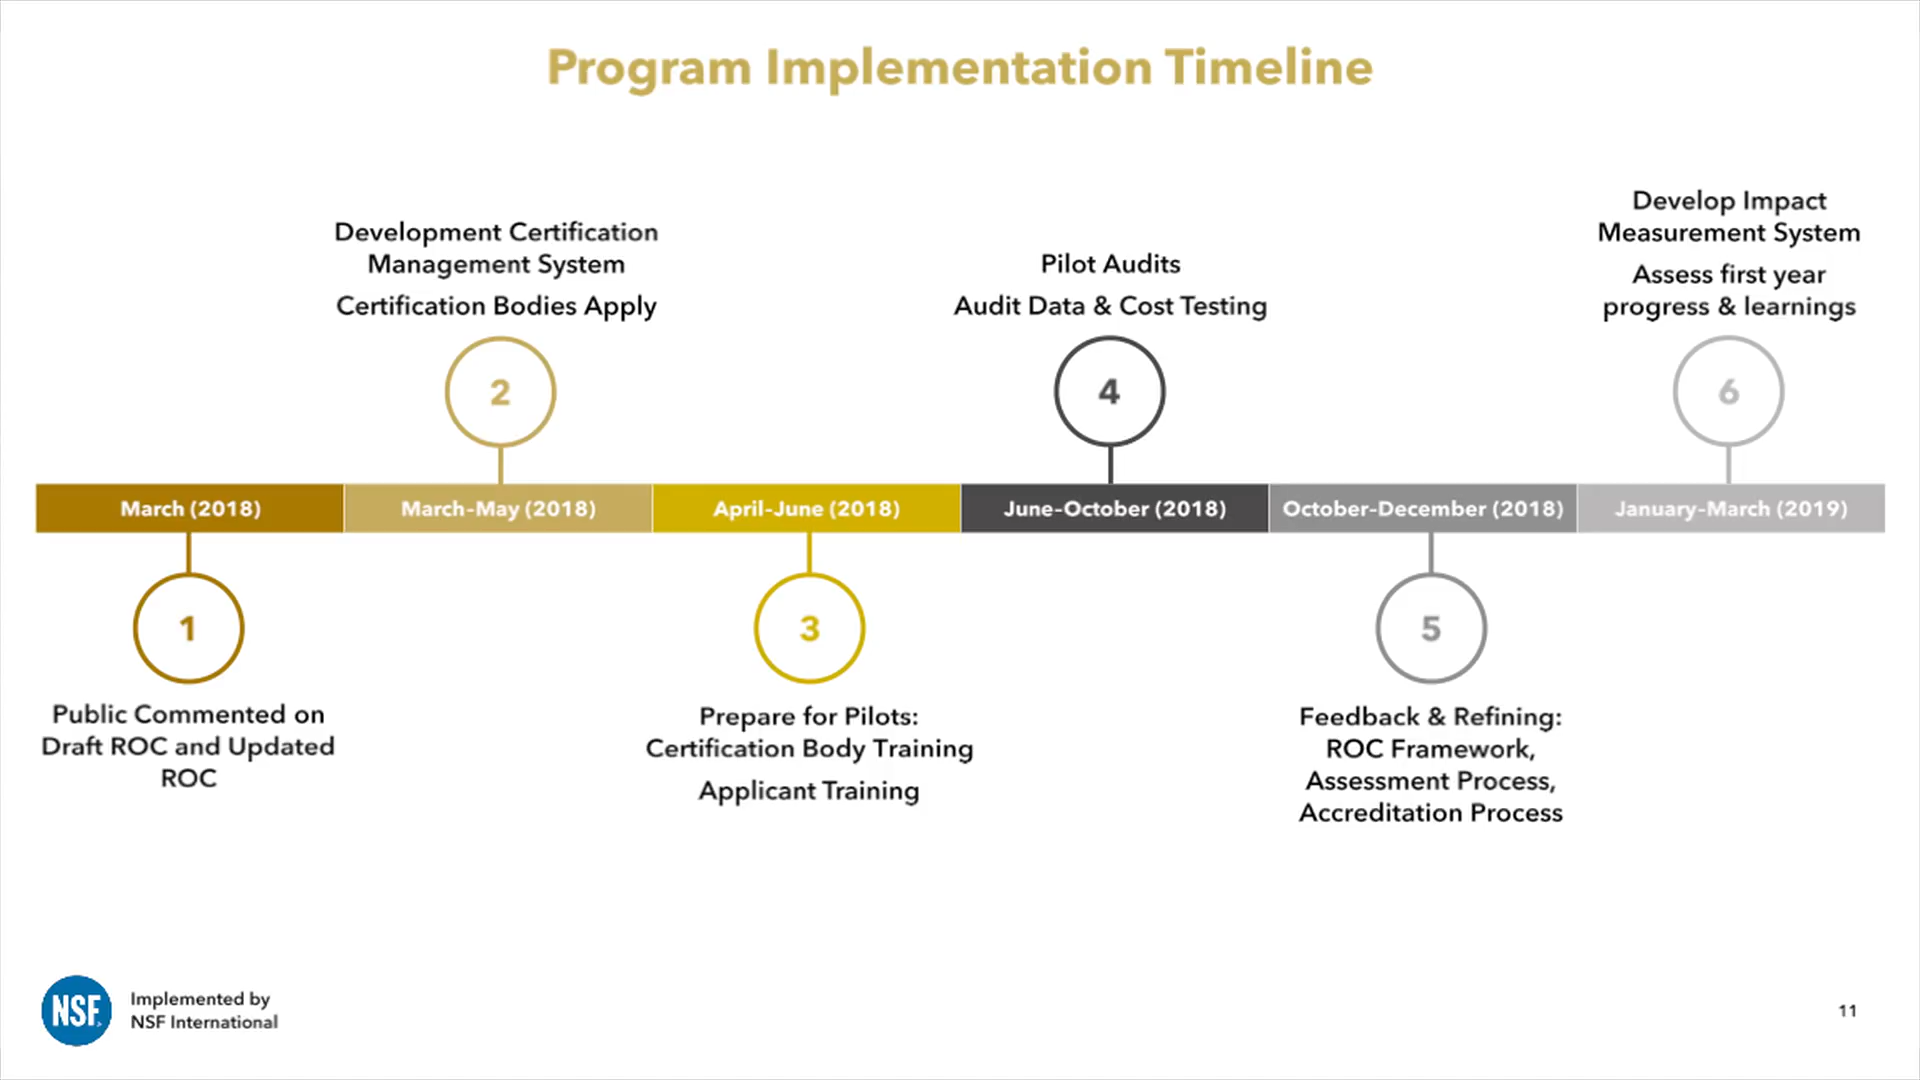 Program Implementation Timeline
Development Certification
Management System
Certification Bodies Apply
Pilot Audits
Audit Data & Cost Testing
Develop Impact
Measurement System
Assess first year
progress & learnings
2
4
6
March (2018)
March-May (2018)
April-June (2018)
June-October (2018)
October-December (2018)
January-March (2019)
1
3
5
Public Commented on
Draft ROC and Updated
ROC
Prepare for Pilots:
Certification Body Training
Applicant Training
Feedback & Refining:
ROC Framework,
Assessment Process,
Accreditation Process
NSF
Implemented by
NSF International
11